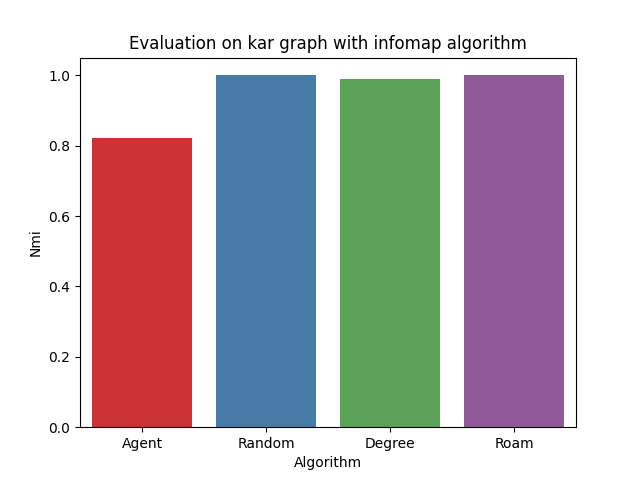 Evaluation on kar graph with infomap algorithm
1.0
0.8
0.6
0.4
0.2
0.0
Nmi
Agent Random Degree Roam
Algorithm